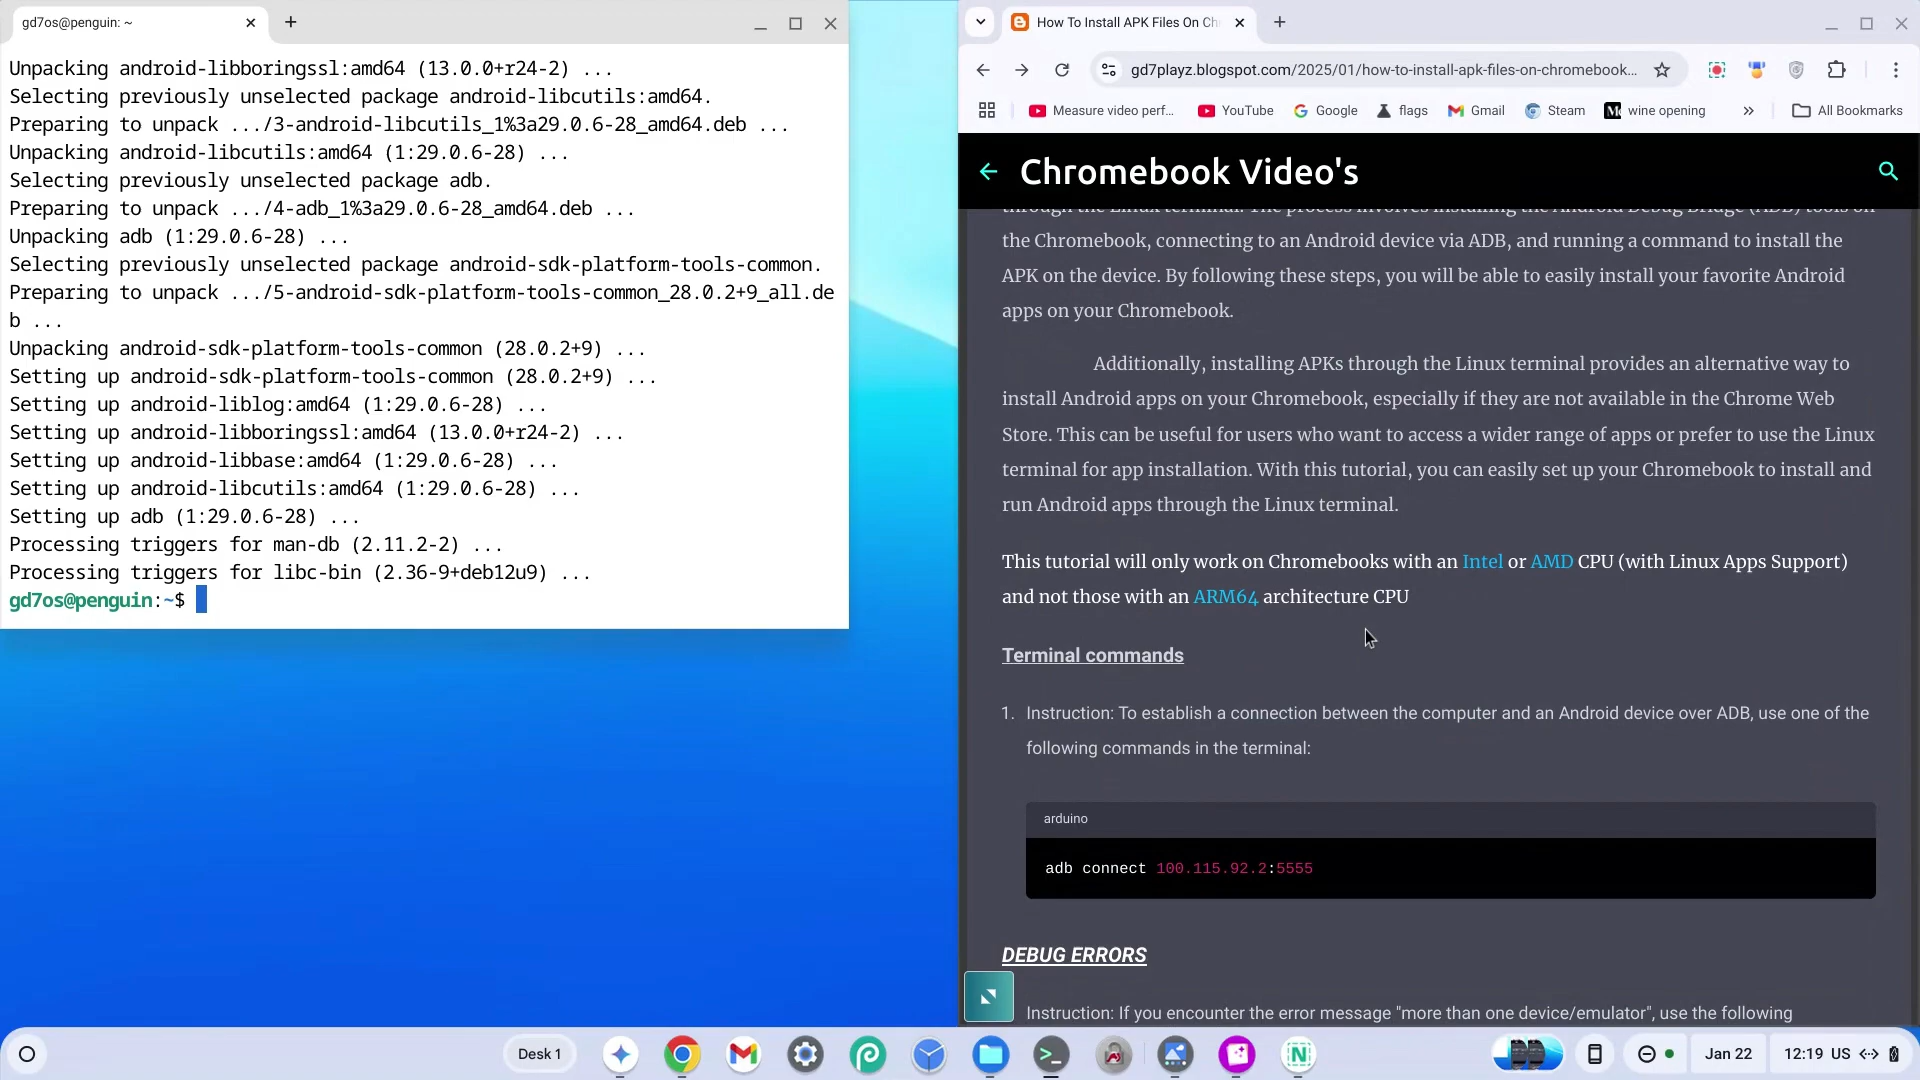 gd7os@penguin: ~
Unpacking android-libboringssl:amd64 (13.0.0+r24-2) ...
Selecting previously unselected package android-libcutils:amd64.
Preparing to unpack .../3-android-libcutils_1%3a29.0.6-28_amd64.deb ...
Unpacking android-libcutils:amd64 (1:29.0.6-28) ...
Selecting previously unselected package adb.
Preparing to unpack .../4-adb_1%3a29.0.6-28_amd64.deb ...
Unpacking adb (1:29.0.6-28) ...
Selecting previously unselected package android-sdk-platform-tools-common.
Preparing to unpack .../5-android-sdk-platform-tools-common_28.0.2+9_all.de
b ...
Unpacking android-sdk-platform-tools-common (28.0.2+9) ...
Setting up android-sdk-platform-tools-common (28.0.2+9) ...
Setting up android-liblog:amd64 (1:29.0.6-28) ...
Setting up android-libboringssl:amd64 (13.0.0+r24-2) ...
Setting up android-libbase:amd64 (1:29.0.6-28) ...
Setting up android-libcutils:amd64 (1:29.0.6-28) ...
Setting up adb (1:29.0.6-28) ...
Processing triggers for man-db (2.11.2-2) ...
Processing triggers for libc-bin (2.36-9+deb12u9) ...
gd7os@penguin:~$
How To Install APK Files On Ch
gd7playz.blogspot.com/2025/01/how-to-install-apk-files-on-chromebook...
Measure video perf... YouTube Google flags Gmail Steam wine opening » All Bookmarks
Chromebook Video's
through the Linux terminal. The process involves installing the Android Debug Bridge (ADB) tools on
the Chromebook, connecting to an Android device via ADB, and running a command to install the
APK on the device. By following these steps, you will be able to easily install your favorite Android
apps on your Chromebook.
Additionally, installing APKs through the Linux terminal provides an alternative way to
install Android apps on your Chromebook, especially if they are not available in the Chrome Web
Store. This can be useful for users who want to access a wider range of apps or prefer to use the Linux
terminal for app installation. With this tutorial, you can easily set up your Chromebook to install and
run Android apps through the Linux terminal.
This tutorial will only work on Chromebooks with an Intel or AMD CPU (with Linux Apps Support)
and not those with an ARM64 architecture CPU
Terminal commands
1. Instruction: To establish a connection between the computer and an Android device over ADB, use one of the
following commands in the terminal:
arduino
adb connect 100.115.92.2:5555
DEBUG ERRORS
Instruction: If you encounter the error message "more than one device/emulator", use the following
Desk 1
Jan 22
12:19 US